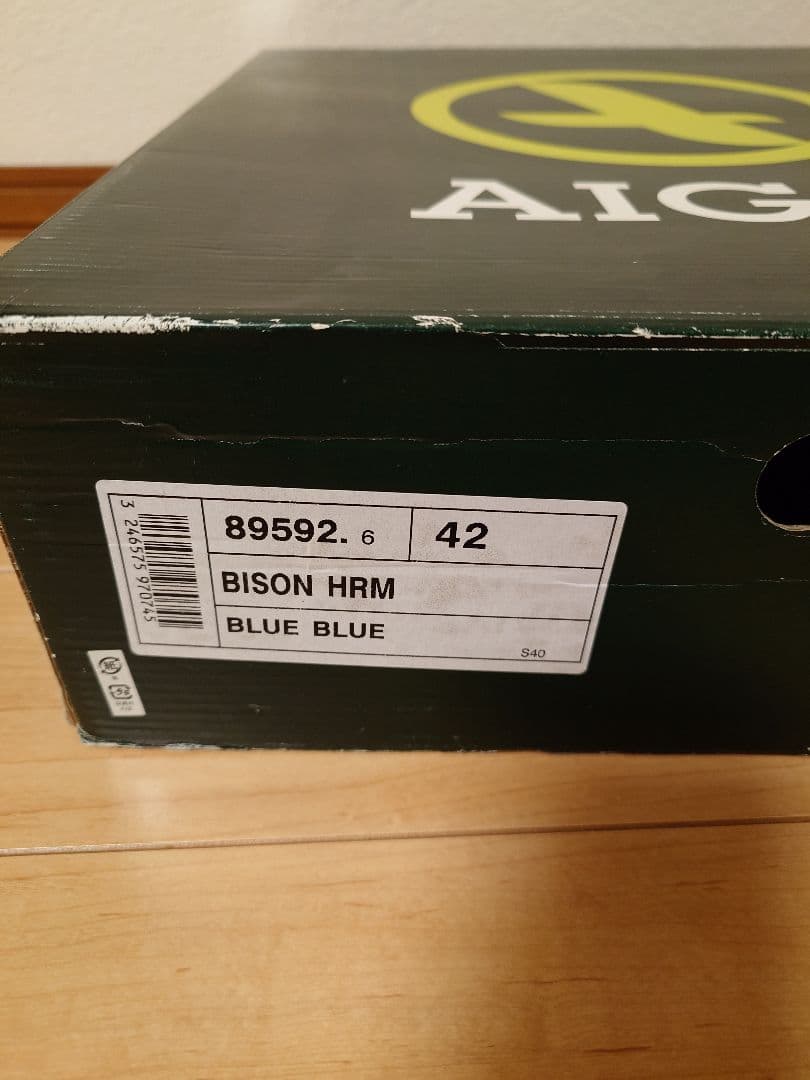 AIG
89592. 6
42
BISON HRM
BLUE BLUE
S40
3 246575 970745